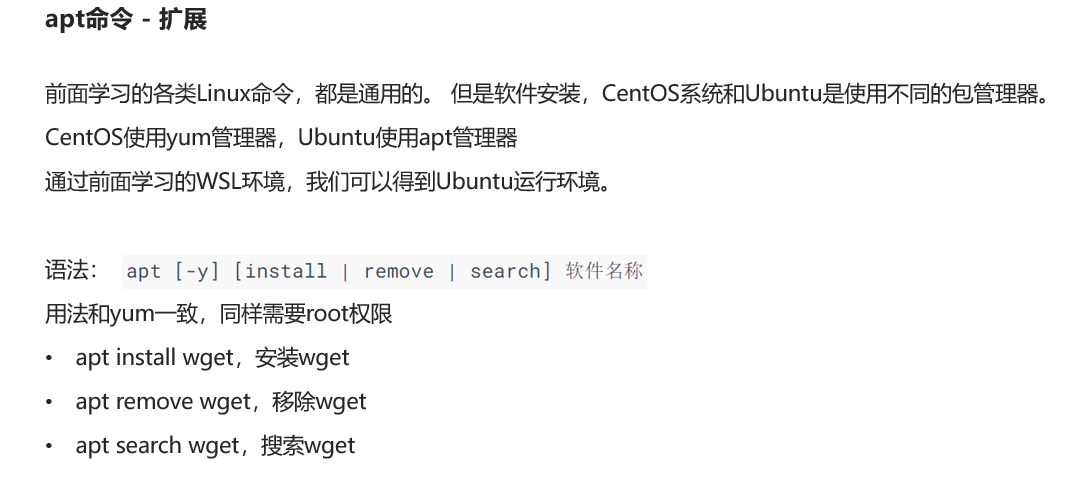 apt命令 - 扩展
前面学习的各类Linux命令，都是通用的。 但是软件安装，CentOS系统和Ubuntu是使用不同的包管理器。
CentOS使用yum管理器，Ubuntu使用apt管理器
通过前面学习的WSL环境，我们可以得到Ubuntu运行环境。
语法： apt [-y] [install | remove | search] 软件名称
用法和yum一致，同样需要root权限
• apt install wget，安装wget
• apt remove wget，移除wget
• apt search wget，搜索wget